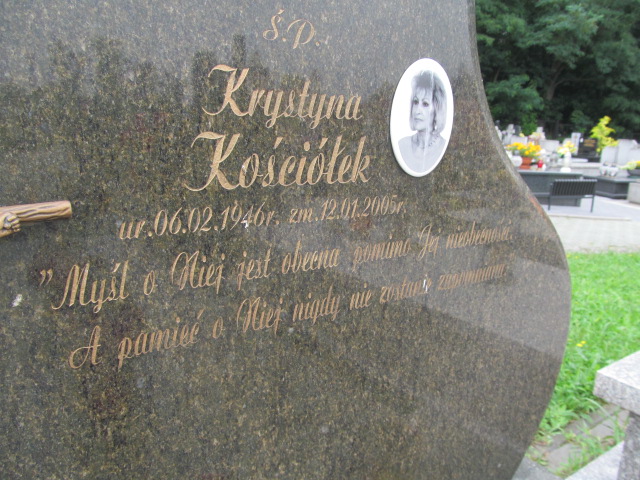 Ś.P.
Krystyna
Kościółek
ur.06.02.1946r. zm.12.01.2005r.
"Myśl o Niej jest obecna pomimo Jej nieobecności.
A pamięć o Niej nigdy nie zostanie zapomniana"